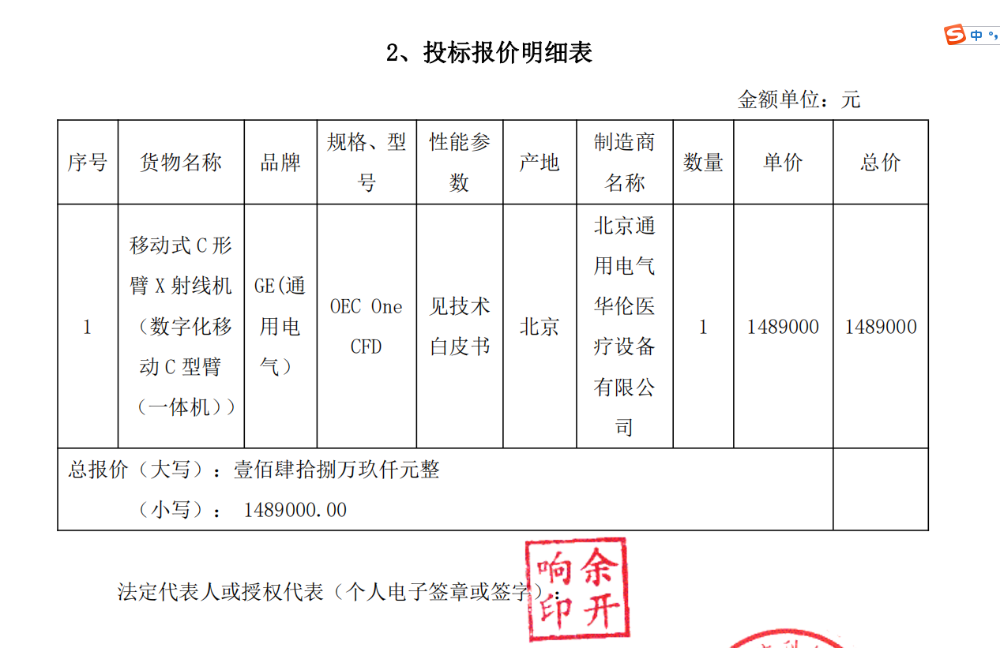 中 °,
2、投标报价明细表
金额单位：元
序号 货物名称 品牌 规格、型号 性能参数 产地 制造商名称 数量 单价 总价
1
移动式 C 形
臂 X 射线机
（数字化移
动 C 型臂
（一体机））
GE(通
用电
气）
OEC One
CFD
见技术
白皮书
北京
北京通
用电气
华伦医
疗设备
有限公
司
1
1489000
1489000
总报价（大写）：壹佰肆拾捌万玖仟元整
（小写）： 1489000.00
法定代表人或授权代表（个人电子签章或签字）：
余开
响印